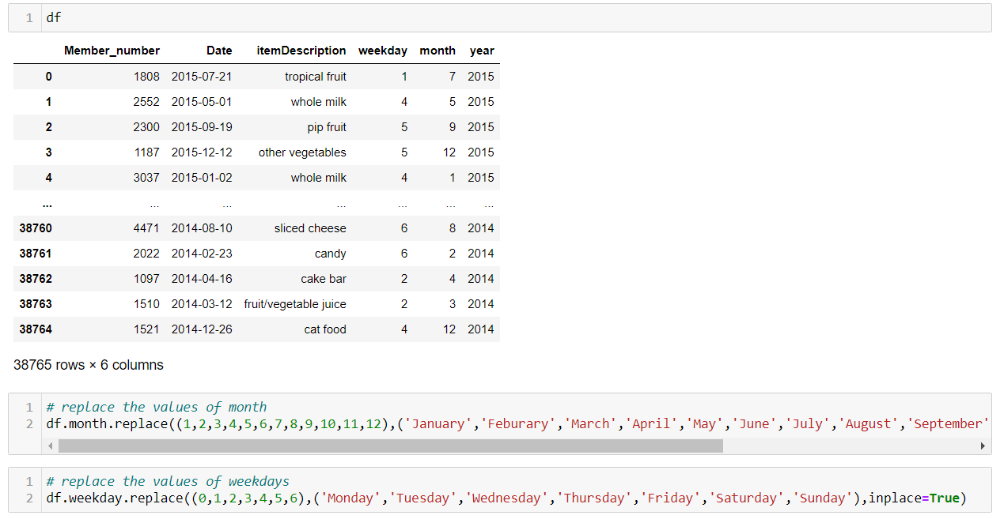 1 df
Member_number Date itemDescription weekday month year
0 1808 2015-07-21 tropical fruit 1 7 2015
1 2552 2015-05-01 whole milk 4 5 2015
2 2300 2015-09-19 pip fruit 5 9 2015
3 1187 2015-12-12 other vegetables 5 12 2015
4 3037 2015-01-02 whole milk 4 1 2015
... ... ... ... ... ... ...
38760 4471 2014-08-10 sliced cheese 6 8 2014
38761 2022 2014-02-23 candy 6 2 2014
38762 1097 2014-04-16 cake bar 2 4 2014
38763 1510 2014-03-12 fruit/vegetable juice 2 3 2014
38764 1521 2014-12-26 cat food 4 12 2014
38765 rows × 6 columns
1 # replace the values of month
2 df.month.replace((1,2,3,4,5,6,7,8,9,10,11,12),('January','Feburary','March','April','May','June','July','August','September'
1 # replace the values of weekdays
2 df.weekday.replace((0,1,2,3,4,5,6),('Monday','Tuesday','Wednesday','Thursday','Friday','Saturday','Sunday'),inplace=True)